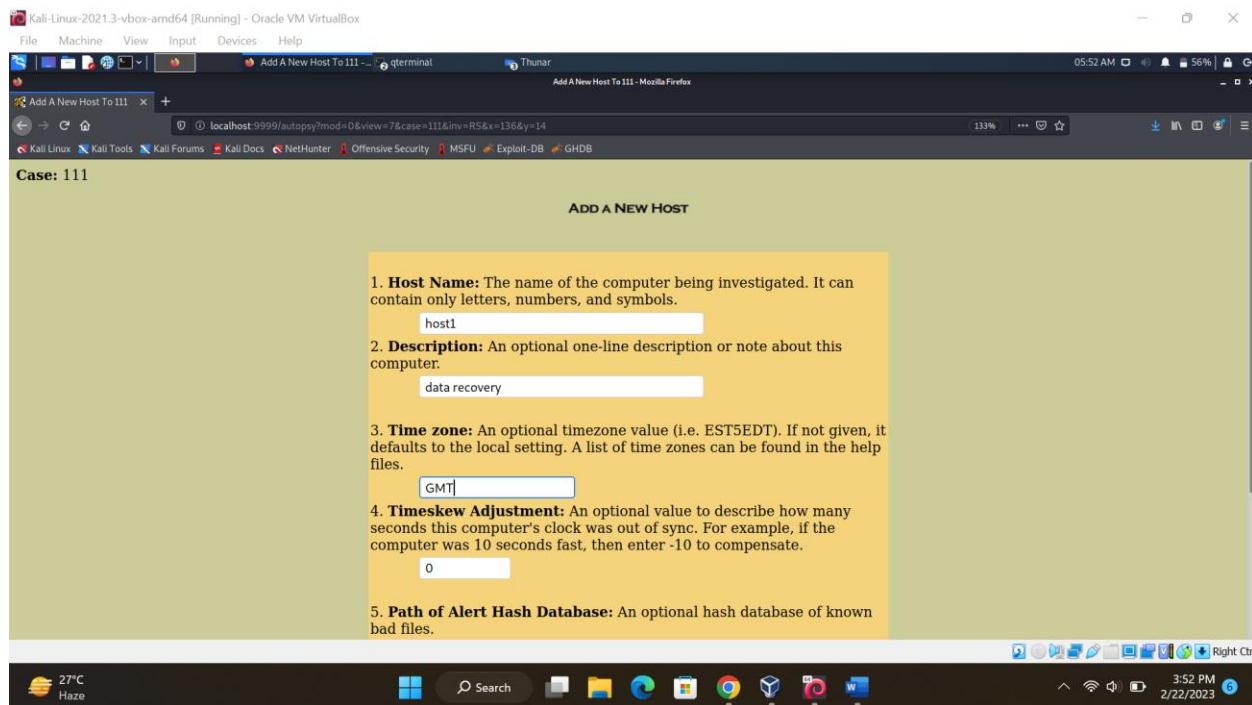 Kali-Linux-2021.3-vbox-amd64 [Running] - Oracle VM VirtualBox
File Machine View Input Devices Help
Add A New Host To 111 -... qterminal Thunar 05:52 AM 56%
Add A New Host To 111 - Mozilla Firefox
Add A New Host To 111
localhost:9999/autopsy?mod=0&view=7&case=111&inv=RS&x=136&y=14 133%
Kali Linux Kali Tools Kali Forums Kali Docs NetHunter Offensive Security MSFU Exploit-DB GHDB
Case: 111
ADD A NEW HOST
1. Host Name: The name of the computer being investigated. It can
contain only letters, numbers, and symbols.
host1
2. Description: An optional one-line description or note about this
computer.
data recovery
3. Time zone: An optional timezone value (i.e. EST5EDT). If not given, it
defaults to the local setting. A list of time zones can be found in the help
files.
GMT
4. Timeskew Adjustment: An optional value to describe how many
seconds this computer's clock was out of sync. For example, if the
computer was 10 seconds fast, then enter -10 to compensate.
0
5. Path of Alert Hash Database: An optional hash database of known
bad files.
Right Ctr
27°C
Haze
Search
3:52 PM
2/22/2023
6